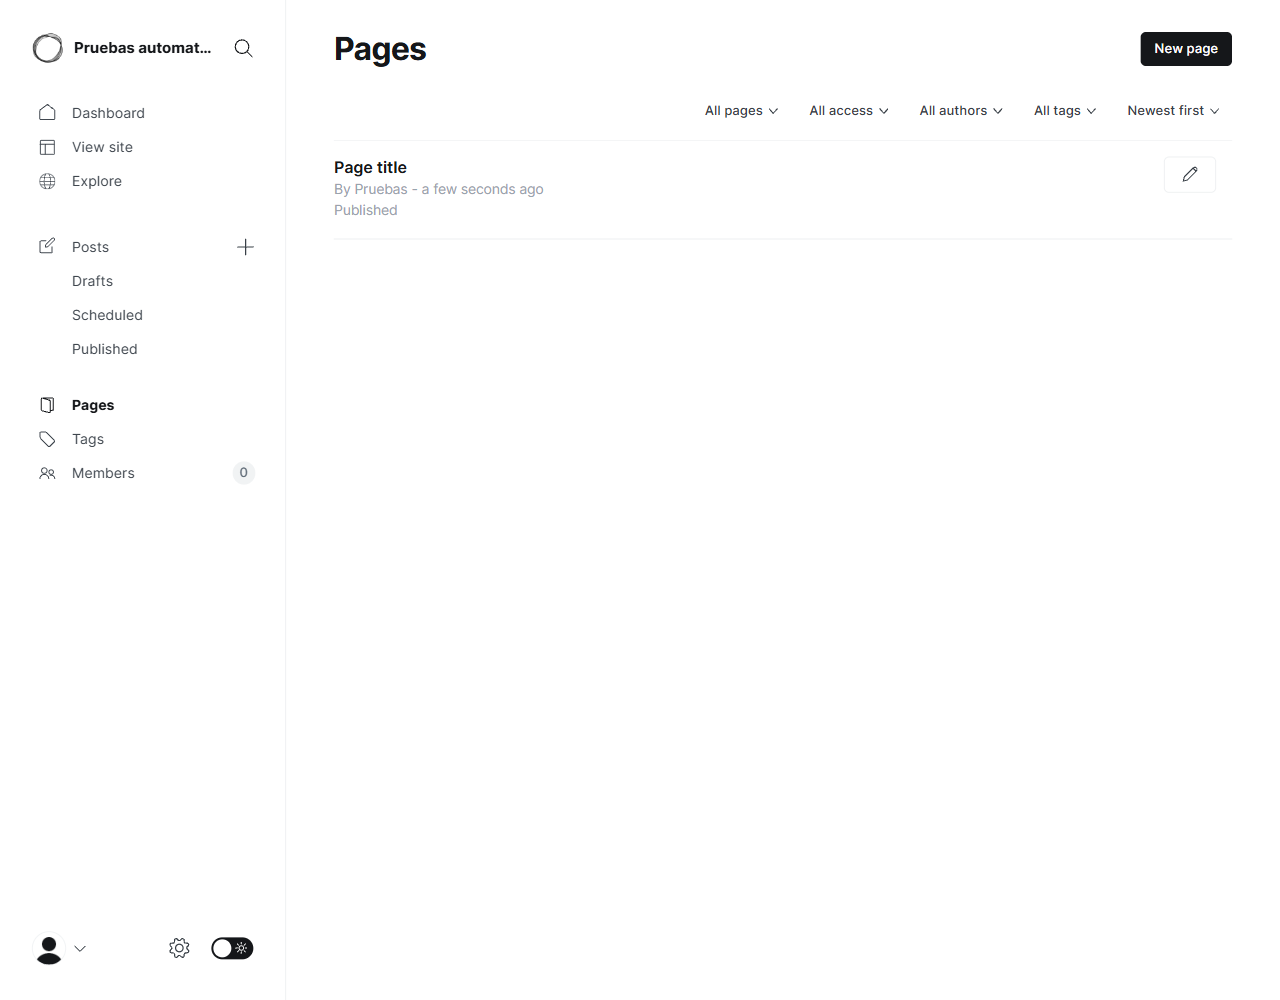 Pruebas automat...
Dashboard
View site
Explore
Posts
Drafts
Scheduled
Published
Pages
Tags
Members
0
Pages
New page
All pages
All access
All authors
All tags
Newest first
Page title
By Pruebas - a few seconds ago
Published